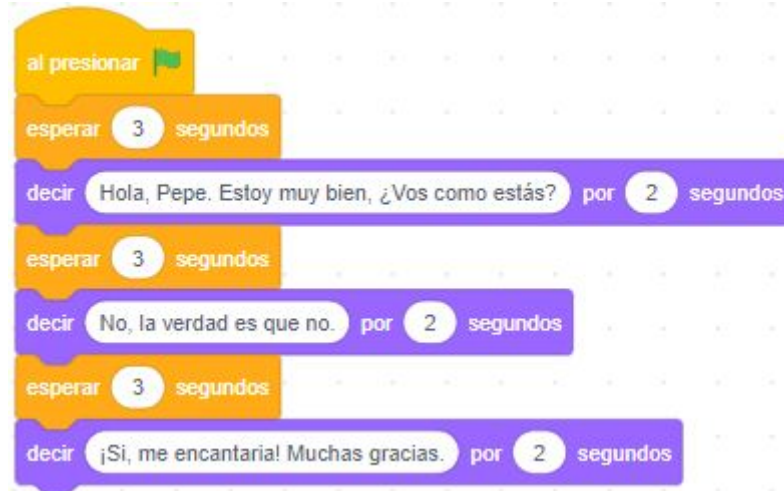 al presionar
esperar 3 segundos
decir Hola, Pepe. Estoy muy bien, ¿Vos como estás? por 2 segundos
esperar 3 segundos
decir No, la verdad es que no. por 2 segundos
esperar 3 segundos
decir ¡Si, me encantaria! Muchas gracias. por 2 segundos